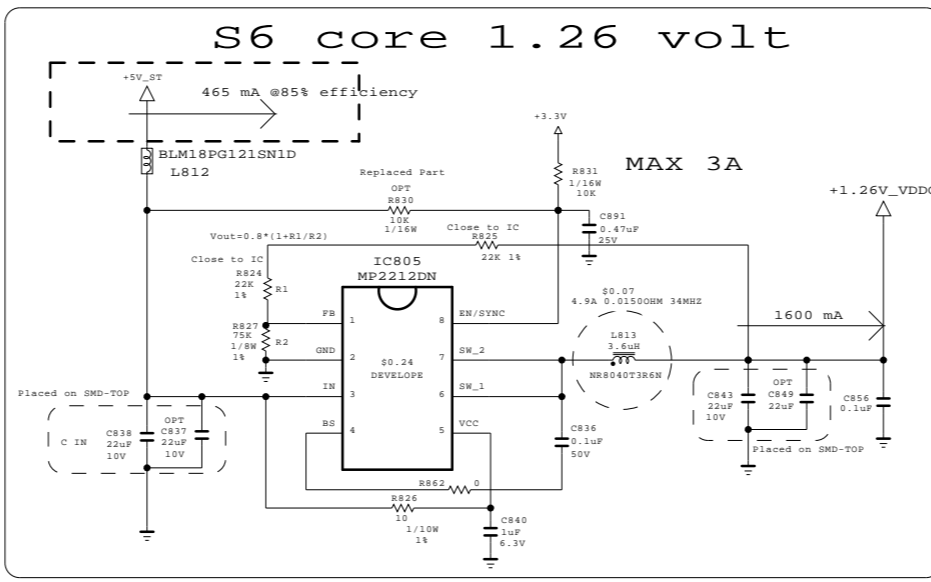 S6 core 1.26 volt
+5V_ST
465 mA @85% efficiency
BLM18PG121SN1D
L812
+3.3V
R831
1/16W
10K
MAX 3A
+1.26V_VDDC
Replaced Part
OPT
R830
10K
1/16W
C891
0.47uF
25V
Vout=0.8*(1+R1/R2)
Close to IC
R825
22K 1%
Close to IC
R824
22K
1%
R1
IC805
MP2212DN
$0.07
4.9A 0.0150OHM 34MHZ
L813
3.6uH
NR8040T3R6N
1600 mA
R827
75K
1/8W
1%
R2
FB
1
8
EN/SYNC
GND
2
7
SW_2
$0.24
DEVELOPE
IN
3
6
SW_1
BS
4
5
VCC
Placed on SMD-TOP
C IN
C838
22uF
10V
OPT
C837
22uF
10V
C836
0.1uF
50V
C843
22uF
10V
OPT
C849
22uF
C856
0.1uF
Placed on SMD-TOP
R862
0
R826
10
1/10W
1%
C840
1uF
6.3V